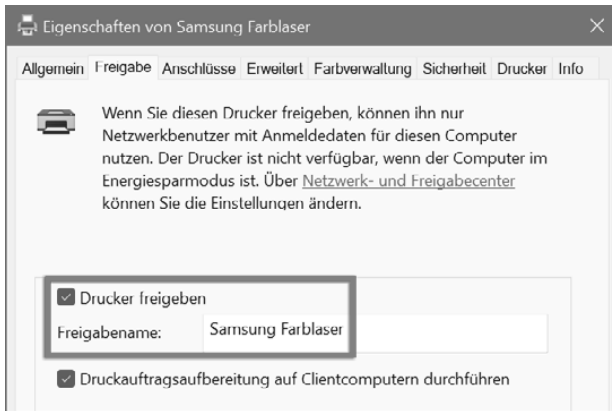 Eigenschaften von Samsung Farblaser
Allgemein Freigabe Anschlüsse Erweitert Farbverwaltung Sicherheit Drucker Info
Wenn Sie diesen Drucker freigeben, können ihn nur
Netzwerkbenutzer mit Anmeldedaten für diesen Computer
nutzen. Der Drucker ist nicht verfügbar, wenn der Computer im
Energiesparmodus ist. Über Netzwerk- und Freigabecenter
können Sie die Einstellungen ändern.
Drucker freigeben
Freigabename: Samsung Farblaser
Druckauftragsaufbereitung auf Clientcomputern durchführen